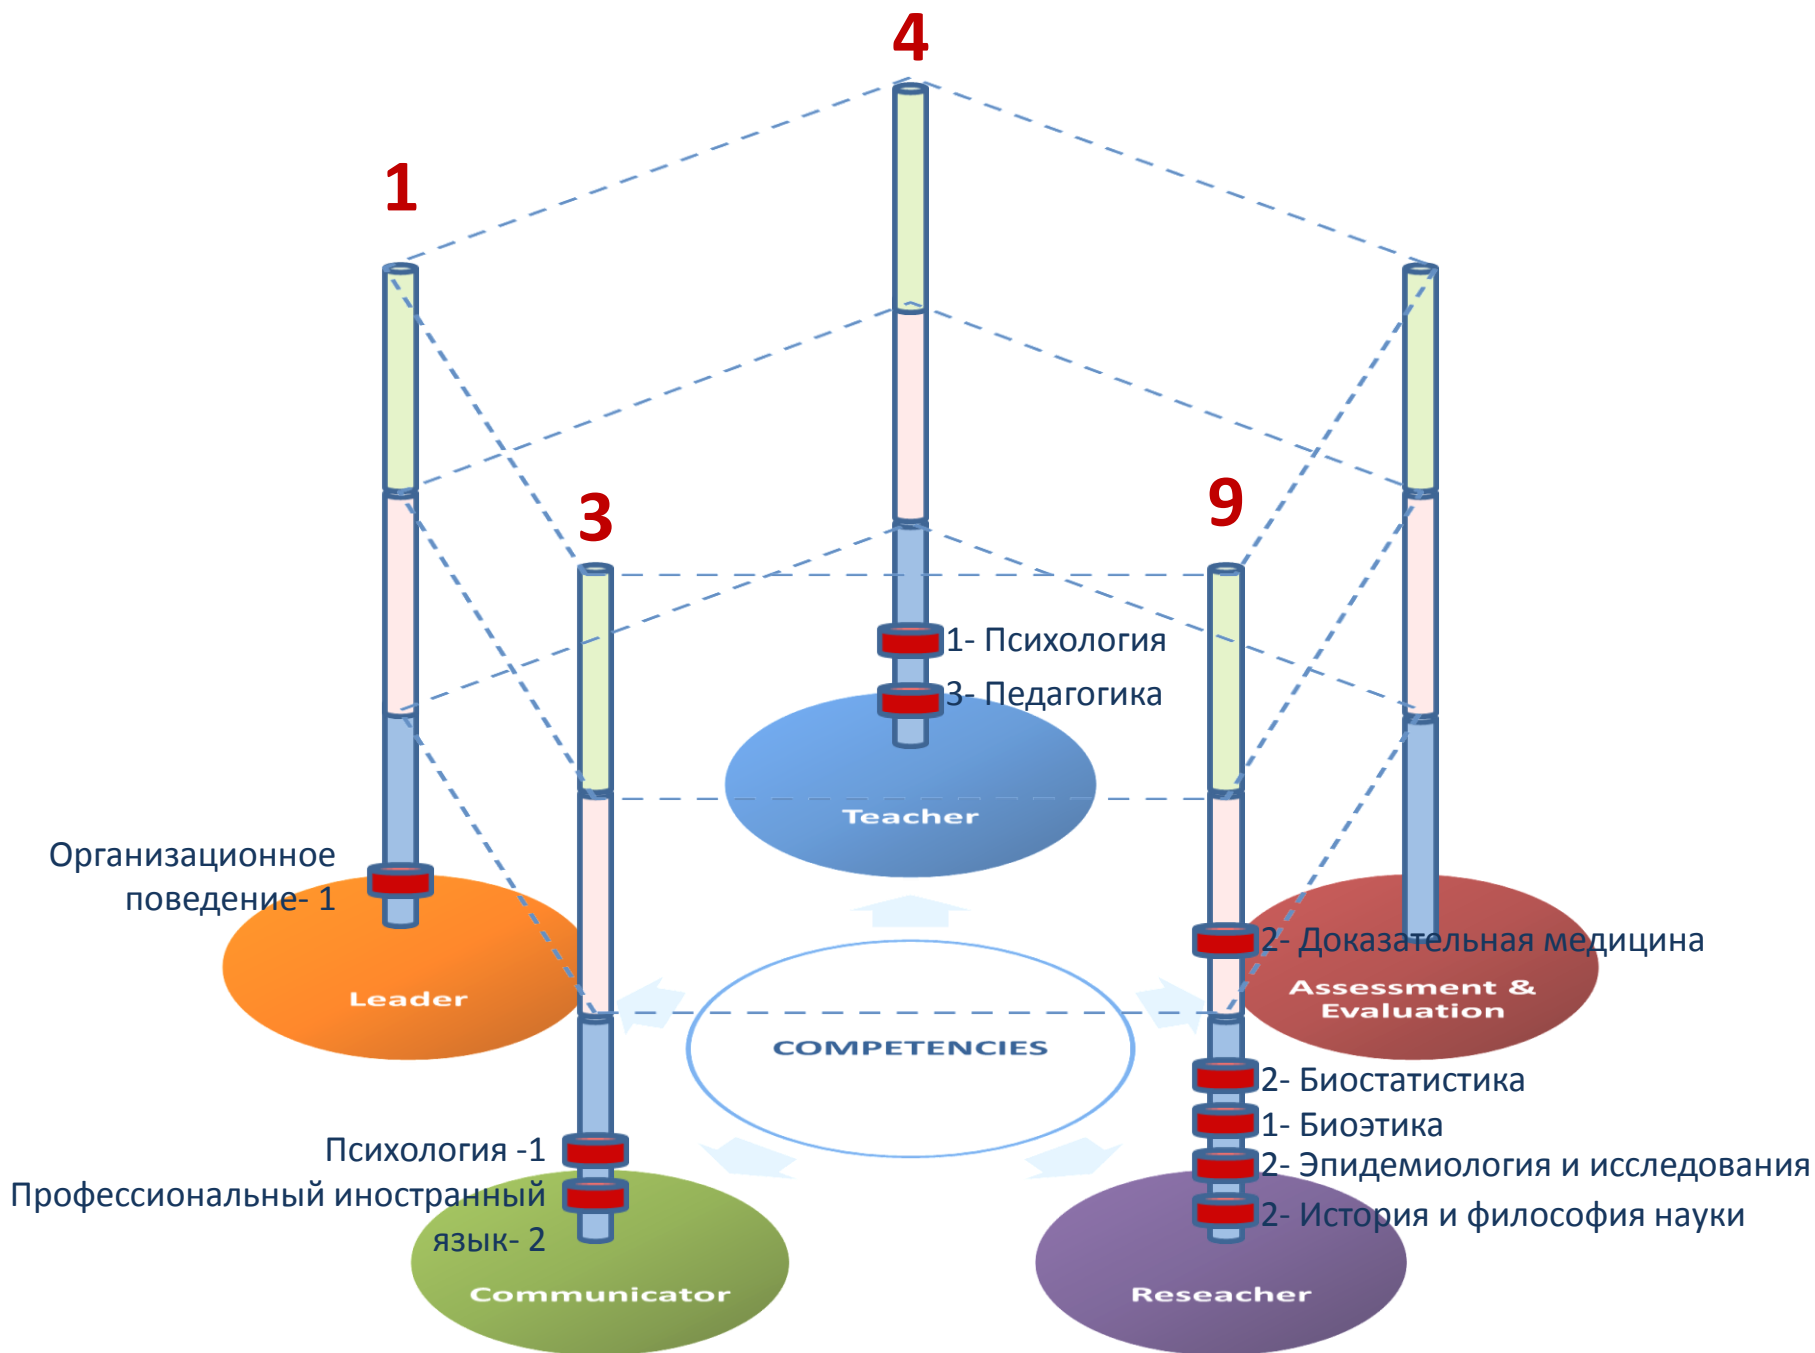 4
1
3
9
1- Психология
3- Педагогика
Teacher
Организационное
поведение- 1
Leader
2- Доказательная медицина
Assessment &
Evaluation
COMPETENCIES
2- Биостатистика
1- Биоэтика
2- Эпидемиология и исследования
2- История и философия науки
Психология -1
Профессиональный иностранный
язык- 2
Communicator
Reseacher